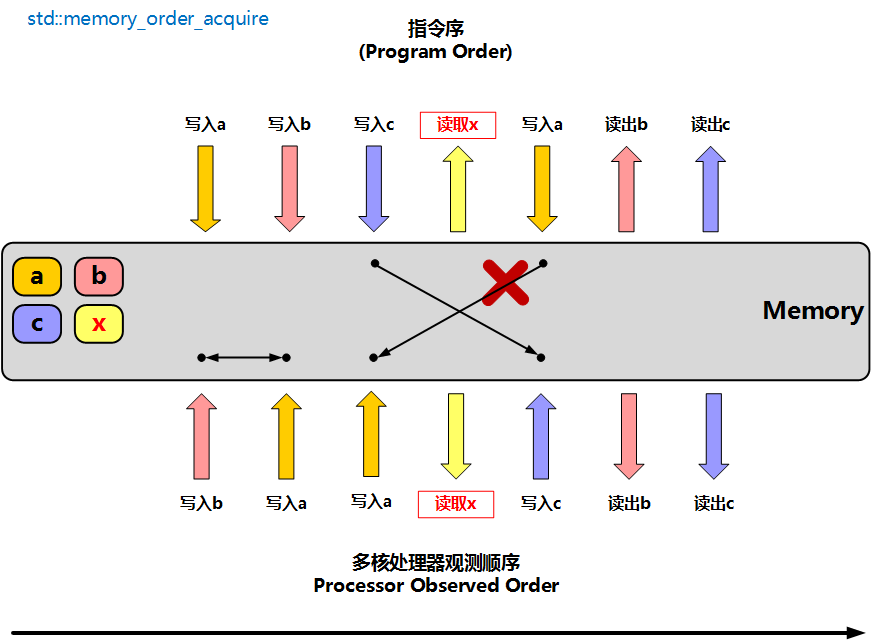 std::memory_order_acquire
指令序
(Program Order)
写入a 写入b 写入c 读取x 写入a 读出b 读出c
a b
c x
Memory
写入b 写入a 写入a 读取x 写入c 读出b 读出c
多核处理器观测顺序
Processor Observed Order